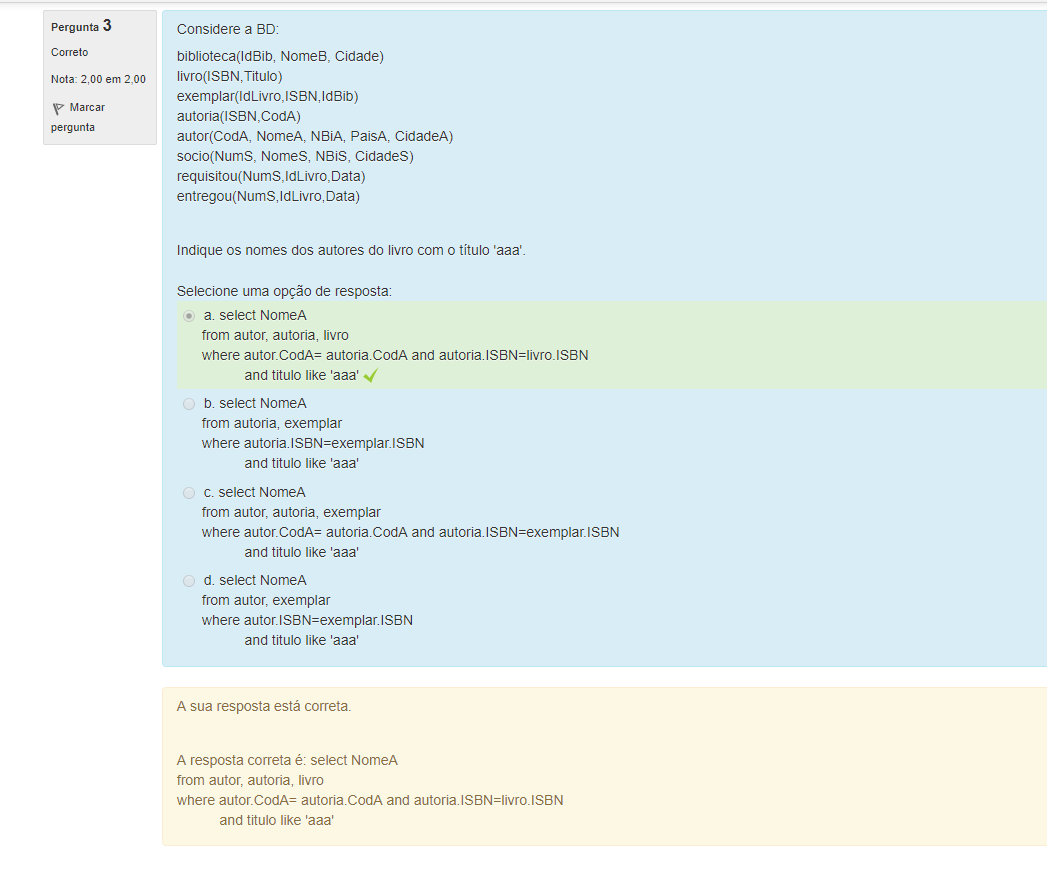 Pergunta 3
Correto
Nota: 2,00 em 2,00
Marcar
pergunta
Considere a BD:
biblioteca(IdBib, NomeB, Cidade)
livro(ISBN,Titulo)
exemplar(IdLivro,ISBN,IdBib)
autoria(ISBN,CodA)
autor(CodA, NomeA, NBiA, PaisA, CidadeA)
socio(NumS, NomeS, NBiS, CidadeS)
requisitou(NumS,IdLivro,Data)
entregou(NumS,IdLivro,Data)
Indique os nomes dos autores do livro com o título 'aaa'.
Selecione uma opção de resposta:
a. select NomeA
from autor, autoria, livro
where autor.CodA= autoria.CodA and autoria.ISBN=livro.ISBN
and titulo like 'aaa'
b. select NomeA
from autoria, exemplar
where autoria.ISBN=exemplar.ISBN
and titulo like 'aaa'
c. select NomeA
from autor, autoria, exemplar
where autor.CodA= autoria.CodA and autoria.ISBN=exemplar.ISBN
and titulo like 'aaa'
d. select NomeA
from autor, exemplar
where autor.ISBN=exemplar.ISBN
and titulo like 'aaa'
A sua resposta está correta.
A resposta correta é: select NomeA
from autor, autoria, livro
where autor.CodA= autoria.CodA and autoria.ISBN=livro.ISBN
and titulo like 'aaa'